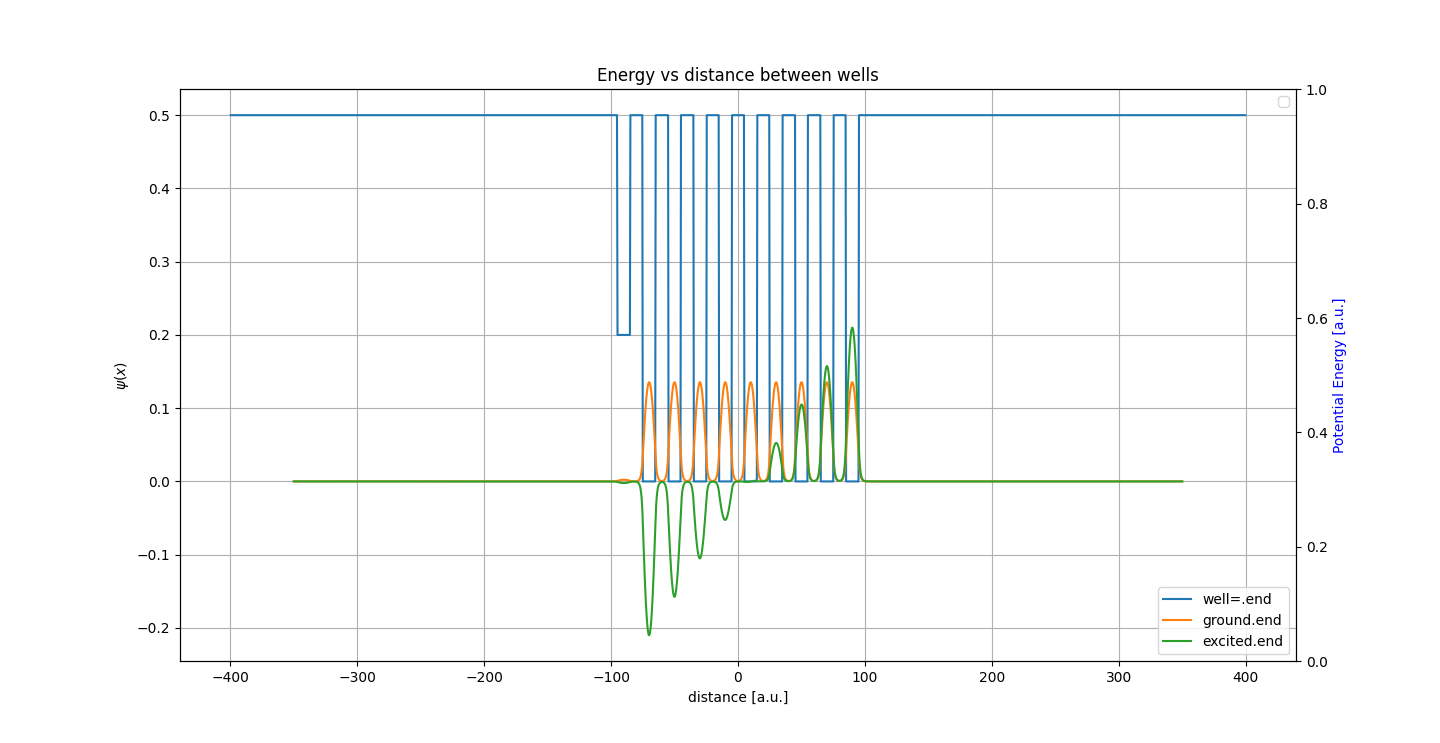 Energy vs distance between wells
0.5
0.4
0.3
0.2
0.1
0.0
−0.1
−0.2
ψ(x)
1.0
0.8
0.6
0.4
0.2
0.0
Potential Energy [a.u.]
well=.end
ground.end
excited.end
−400 −300 −200 −100 0 100 200 300 400
distance [a.u.]